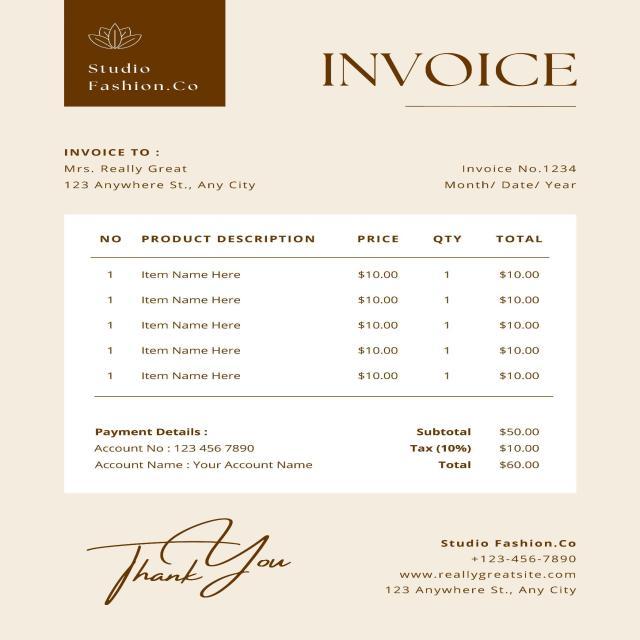 Studio
Fashion.Co
INVOICE
INVOICE TO :
Mrs. Really Great
123 Anywhere St., Any City
Invoice No.1234
Month/ Date/ Year
NO PRODUCT DESCRIPTION PRICE QTY TOTAL
1 Item Name Here $10.00 1 $10.00
1 Item Name Here $10.00 1 $10.00
1 Item Name Here $10.00 1 $10.00
1 Item Name Here $10.00 1 $10.00
1 Item Name Here $10.00 1 $10.00
Payment Details :
Account No : 123 456 7890
Account Name : Your Account Name
Subtotal $50.00
Tax (10%) $10.00
Total $60.00
Thank You
Studio Fashion.Co
+123-456-7890
www.reallygreatsite.com
123 Anywhere St., Any City